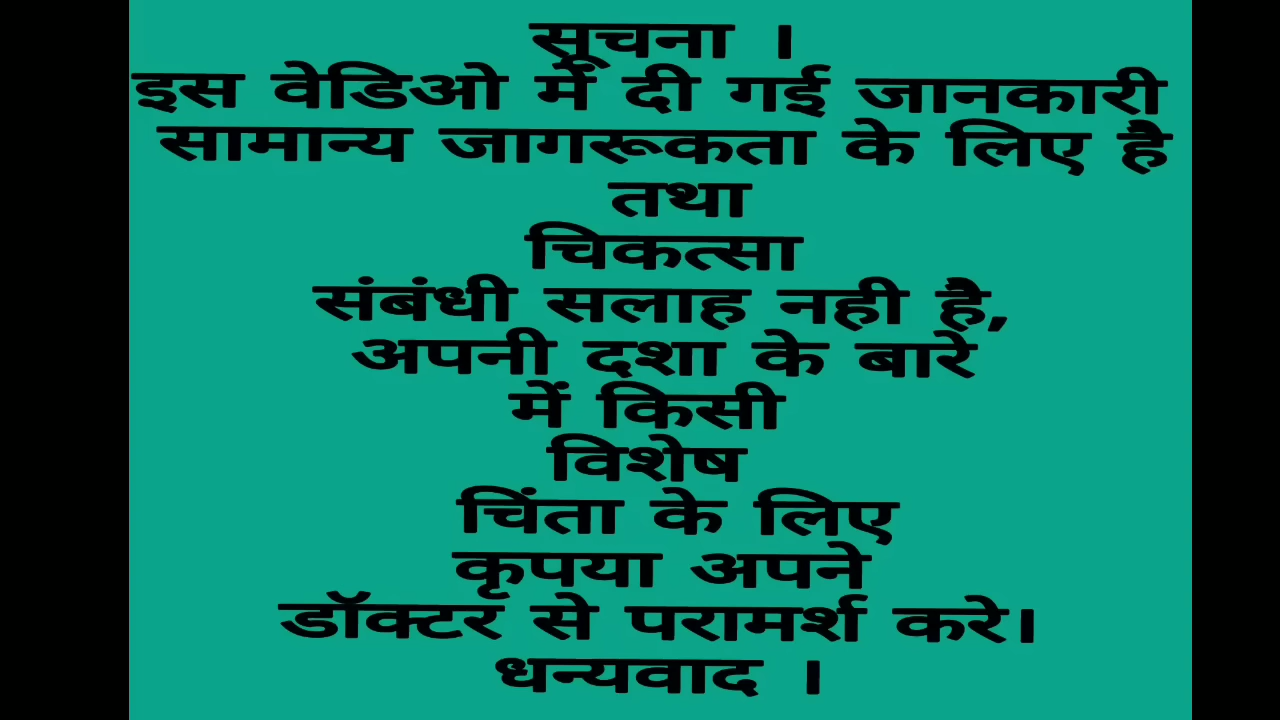 सूचना ।
इस वेडिओ में दी गई जानकारी
सामान्य जागरूकता के लिए है
तथा
चिकत्सा
संबंधी सलाह नही है,
अपनी दशा के बारे
में किसी
विशेष
चिंता के लिए
कृपया अपने
डॉक्टर से परामर्श करे।
धन्यवाद ।